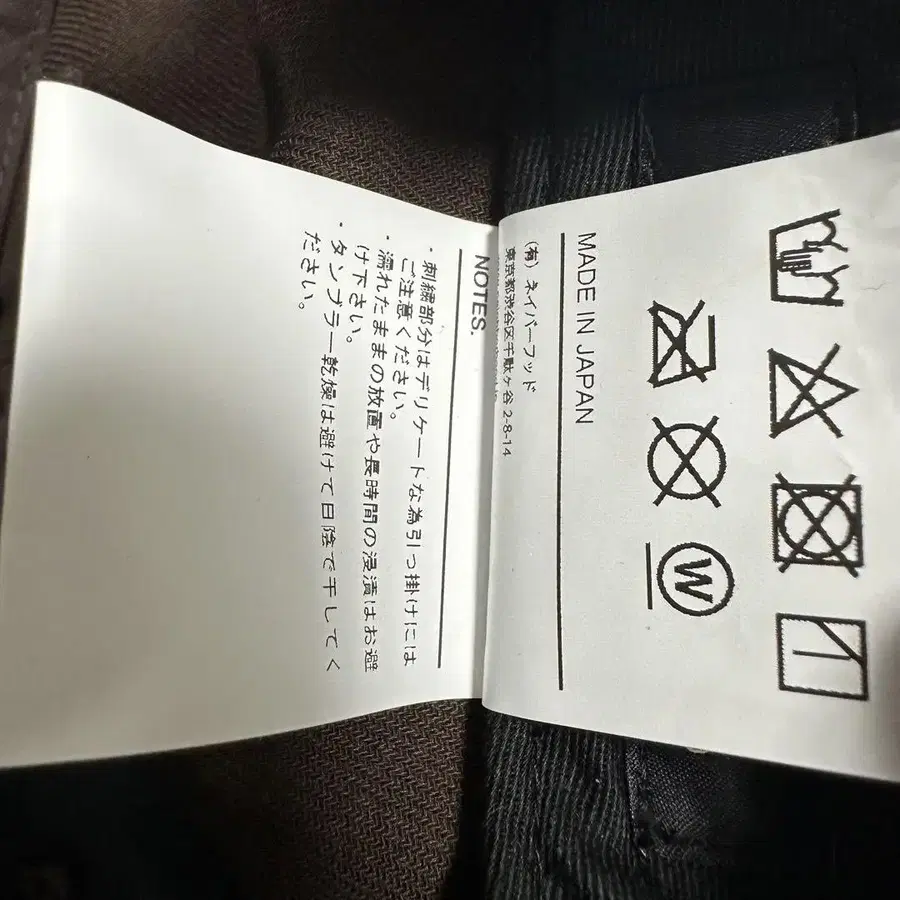 W
MADE IN JAPAN
(有) ネイバーフッド
東京都渋谷区千駄ヶ谷 2-8-14
NOTES.
・刺繍部分はデリケートな為引っ掛けには
ご注意ください。
・濡れたままの放置や長時間の浸漬はお避
け下さい。
・タンブラー乾燥は避けて日陰で干してく
ださい。